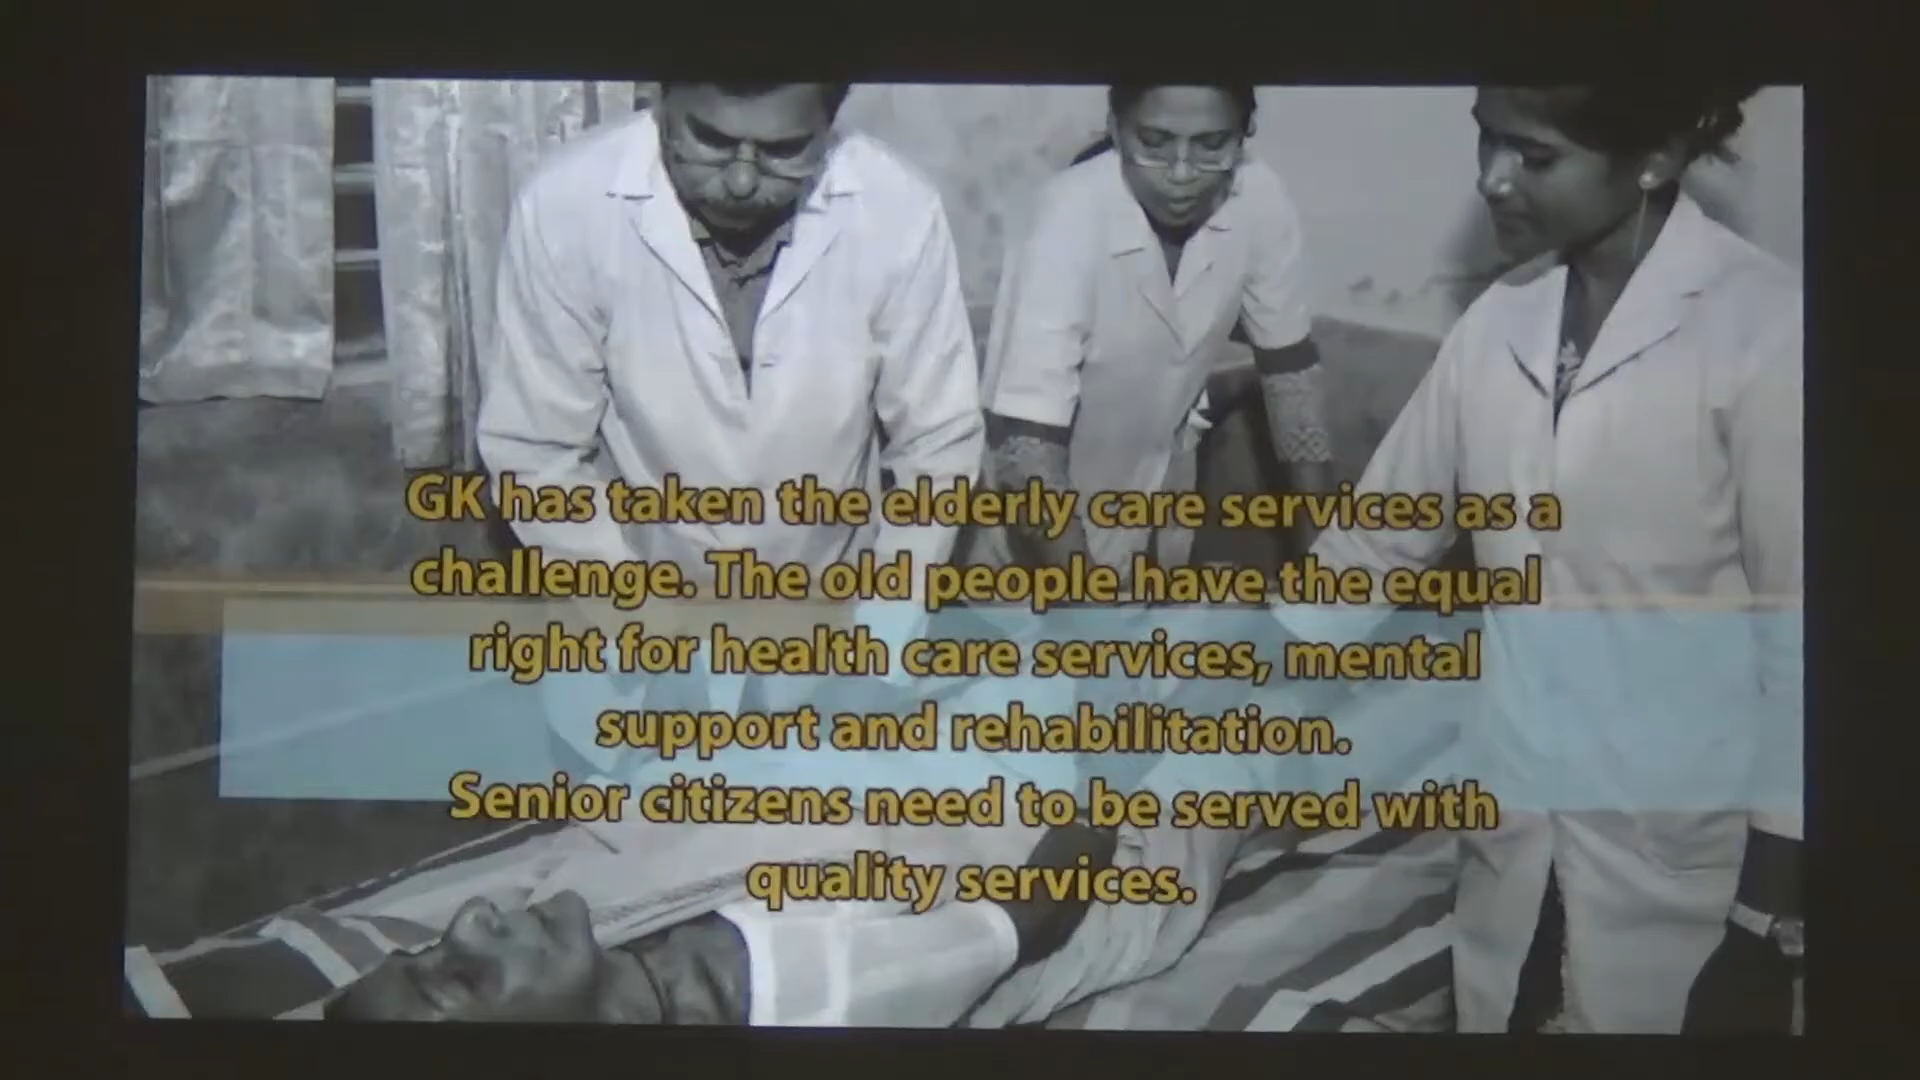 GK has taken the elderly care services as a
challenge. The old people have the equal
right for health care services, mental
support and rehabilitation.
Senior citizens need to be served with
quality services.